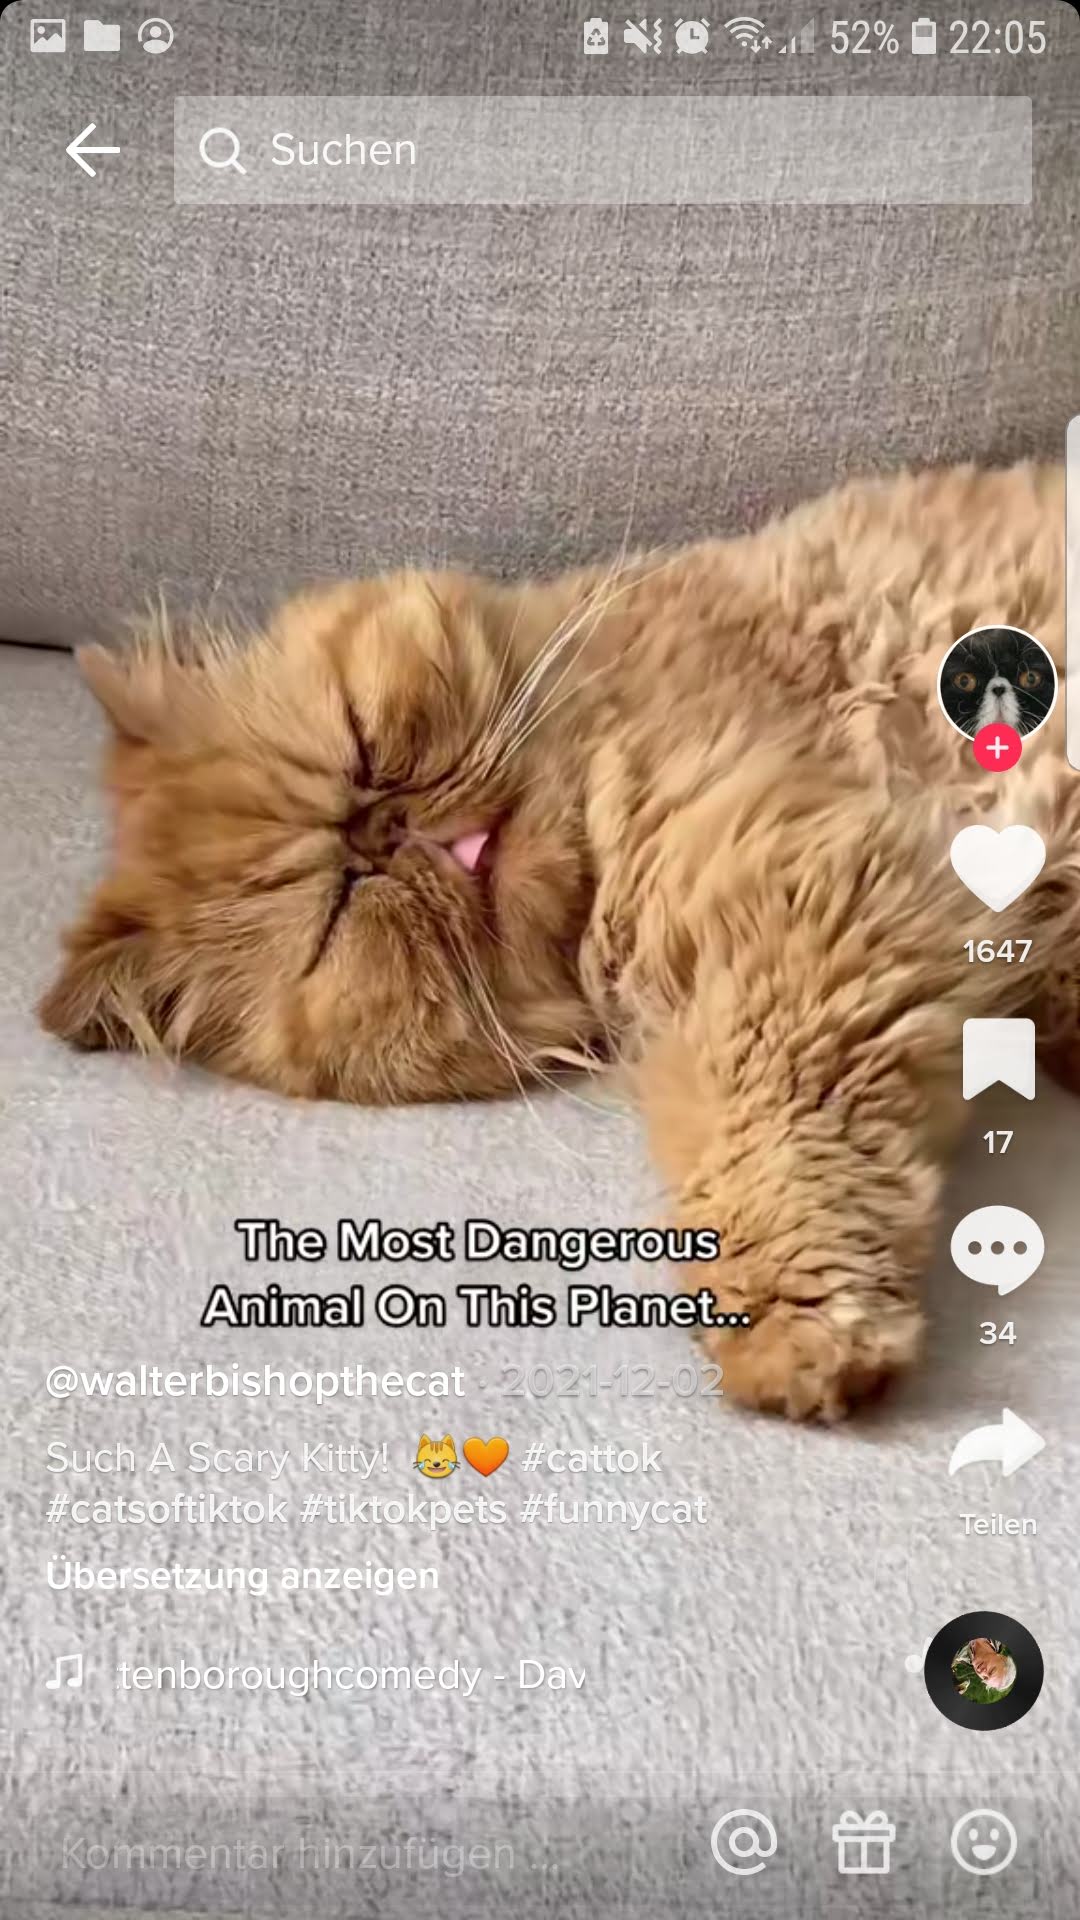 52% 22:05
Suchen
1647
17
The Most Dangerous
Animal On This Planet...
34
@walterbishopthecat · 2021-12-02
Such A Scary Kitty! 😹🧡 #cattok
#catsoftiktok #tiktokpets #funnycat
Teilen
Übersetzung anzeigen
tenboroughcomedy - Dav
Kommentar hinzufügen ...